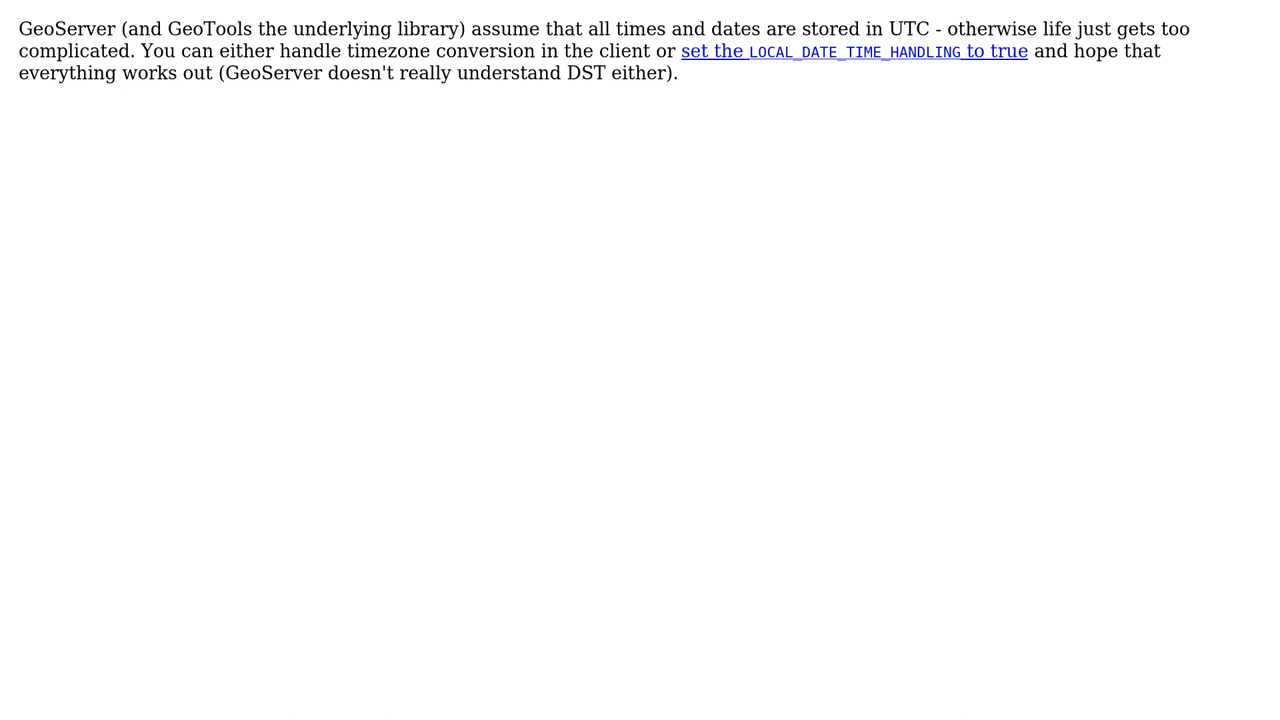 GeoServer (and GeoTools the underlying library) assume that all times and dates are stored in UTC - otherwise life just gets too
complicated. You can either handle timezone conversion in the client or set the LOCAL_DATE_TIME_HANDLING to true and hope that
everything works out (GeoServer doesn't really understand DST either).